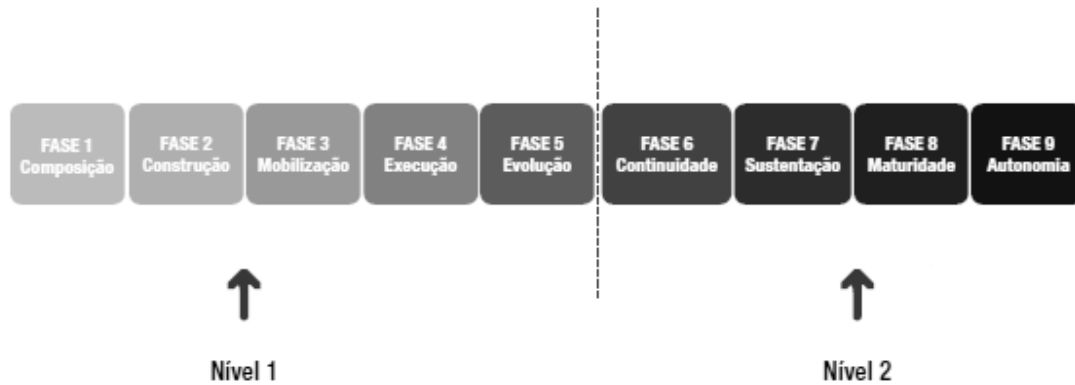 FASE 1
Composição
FASE 2
Construção
FASE 3
Mobilização
FASE 4
Execução
FASE 5
Evolução
FASE 6
Continuidade
FASE 7
Sustentação
FASE 8
Maturidade
FASE 9
Autonomia
Nível 1
Nível 2